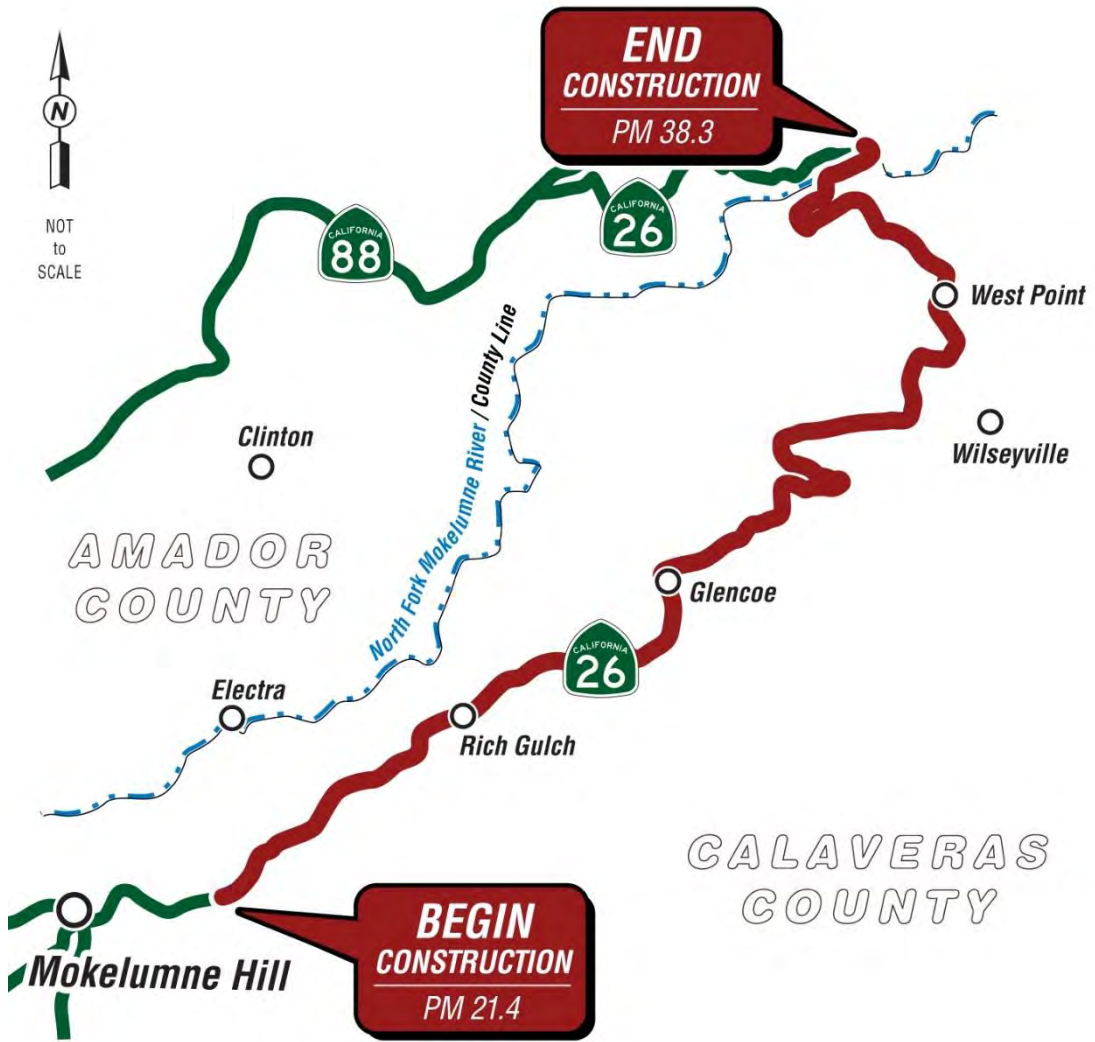 END
CONSTRUCTION
PM 38.3
N
NOT
to
SCALE
CALIFORNIA
88
CALIFORNIA
26
West Point
Clinton
Wilseyville
North Fork Mokelumne River / County Line
AMADOR
COUNTY
Glencoe
CALIFORNIA
26
Electra
Rich Gulch
CALAVERAS
COUNTY
BEGIN
CONSTRUCTION
PM 21.4
Mokelumne Hill